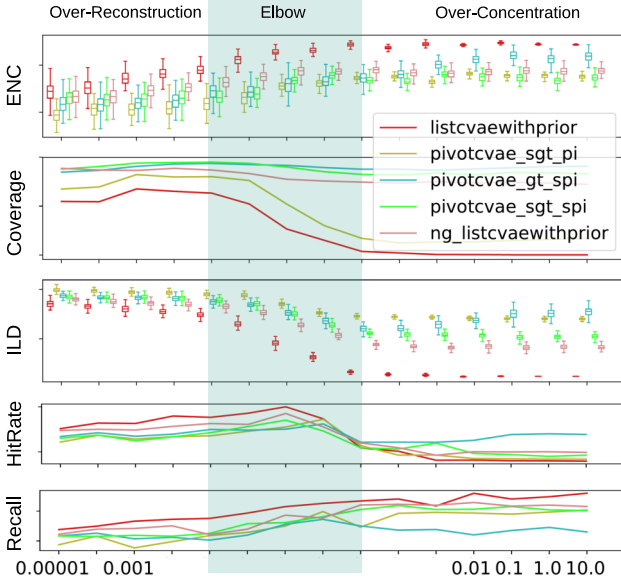 Over-Reconstruction Elbow Over-Concentration
ENC
listcvaewithprior
pivotcvae_sgt_pi
pivotcvae_gt_spi
pivotcvae_sgt_spi
ng_listcvaewithprior
Coverage
ILD
HitRate
Recall
0.00001 0.001 0.01 0.1 1.0 10.0